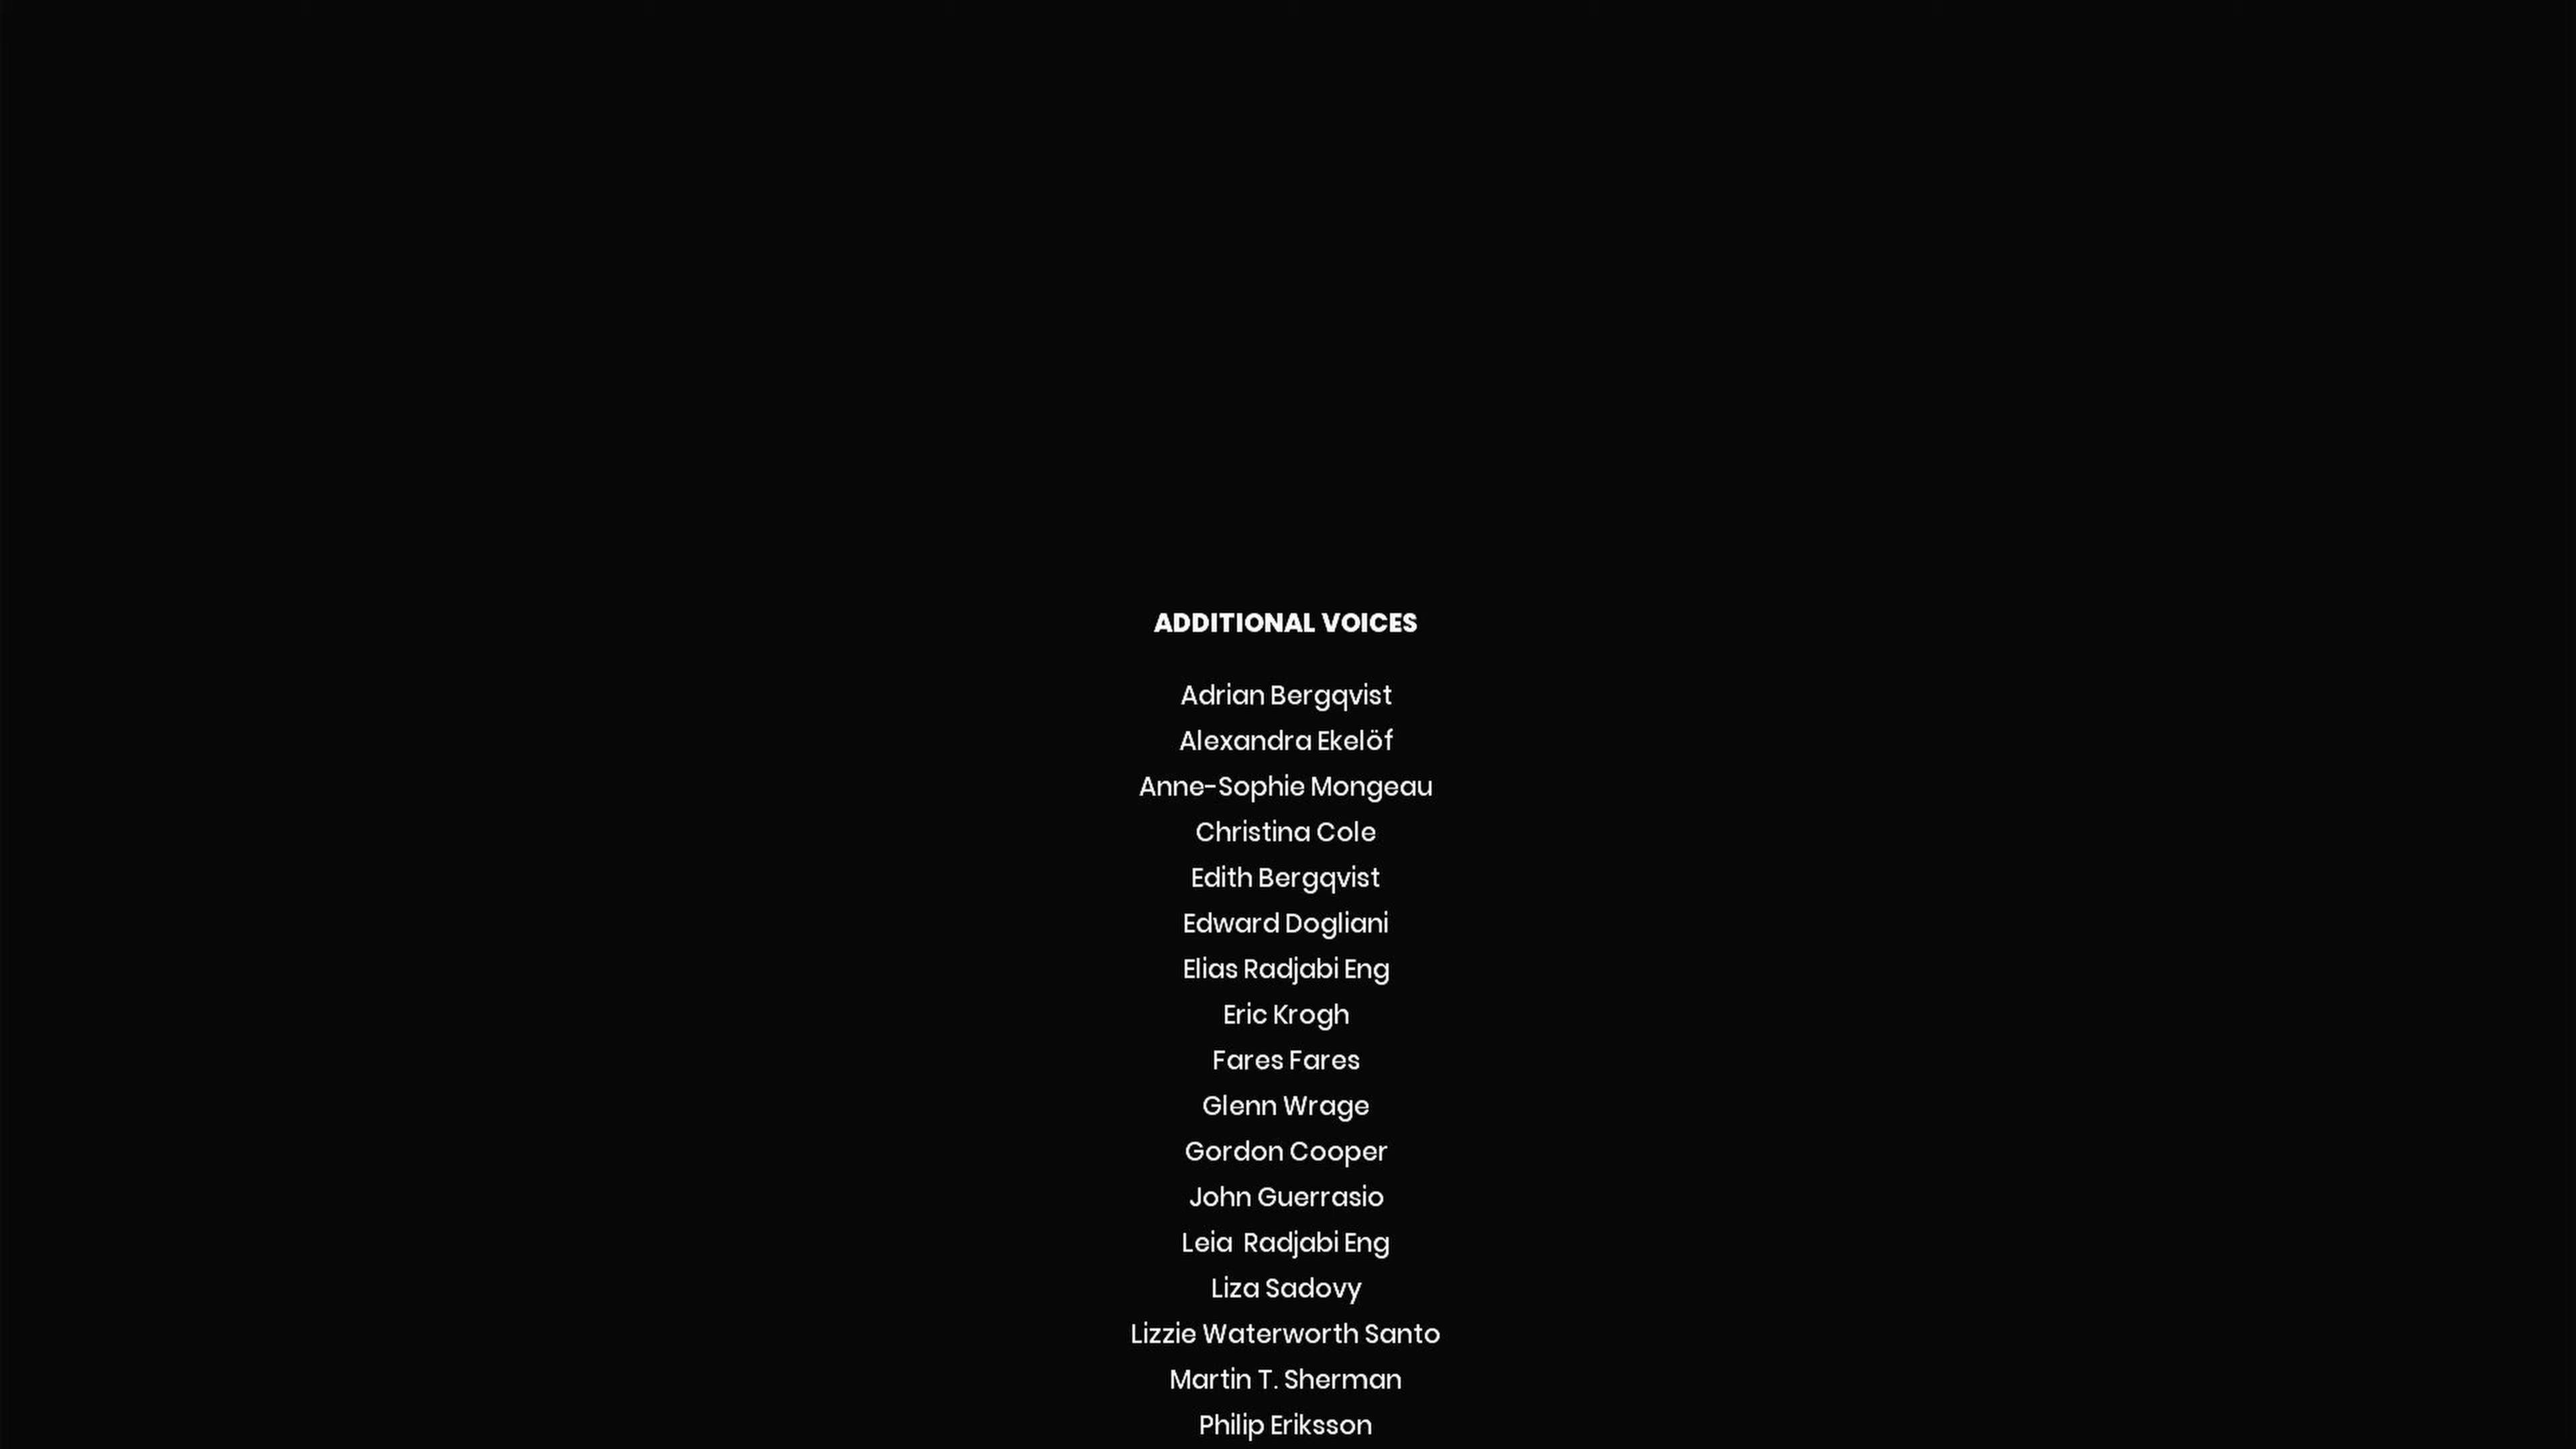 ADDITIONAL VOICES
Adrian Bergqvist
Alexandra Ekelöf
Anne-Sophie Mongeau
Christina Cole
Edith Bergqvist
Edward Dogliani
Elias Radjabi Eng
Eric Krogh
Fares Fares
Glenn Wrage
Gordon Cooper
John Guerrasio
Leia  Radjabi Eng
Liza Sadovy
Lizzie Waterworth Santo
Martin T. Sherman
Philip Eriksson